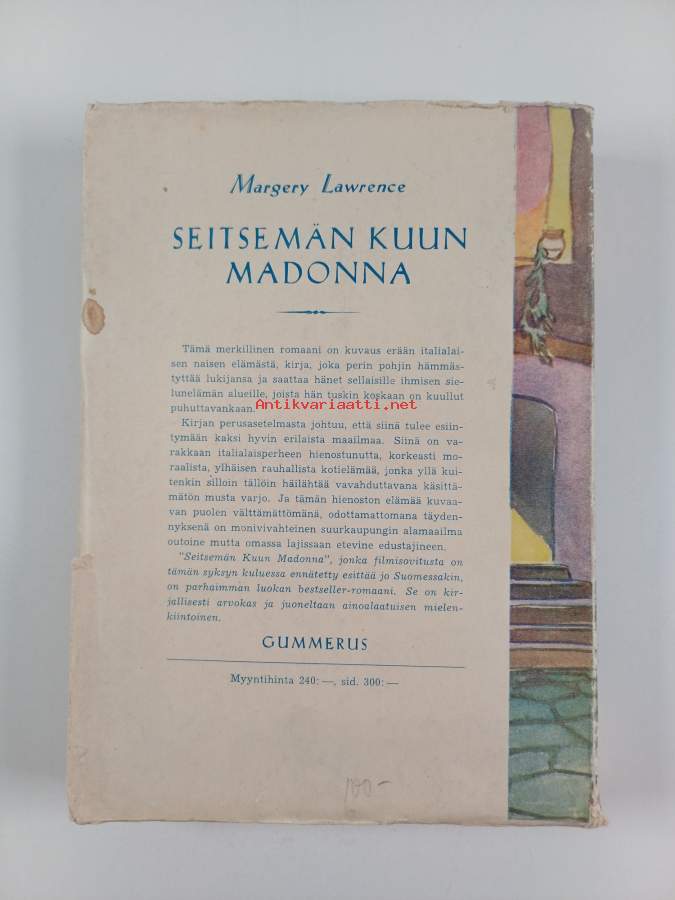 Margery Lawrence
SEITSEMÄN KUUN
MADONNA
Tämä merkillinen romaani on kuvaus erään italialai-
sen naisen elämästä, kirja, joka perin pohjin hämmäs-
tyttää lukijansa ja saattaa hänet sellaisille ihmisen sie-
lunelämän alueille, joista hän tuskin koskaan on kuullut
puhuttavankaan.
Antikvariaatti.net
Kirjan perusasetelmasta johtuu, että siinä tulee esiin-
tymään kaksi hyvin erilaista maailmaa. Siinä on va-
rakkaan italialaisperheen hienostunutta, korkeasti mo-
raalista, ylhäisen rauhallista kotielämää, jonka yllä kui-
tenkin silloin tällöin häilähtää vavahduttavana käsittä-
mätön musta varjo. Ja tämän hienoston elämää kuvaa-
van puolen välttämättömänä, odottamattomana täyden-
nyksenä on monivivahteinen suurkaupungin alamaailma
outoine mutta omassa lajissaan etevine edustajineen.
"Seitsemän Kuun Madonna", jonka filmisovitusta on
tämän syksyn kuluessa ennätetty esittää jo Suomessakin,
on parhaimman luokan bestseller-romaani. Se on kir-
jallisesti arvokas ja juoneltaan ainoalaatuisen mielen-
kiintoinen.
GUMMERUS
Myyntihinta 240: —, sid. 300: —
100-